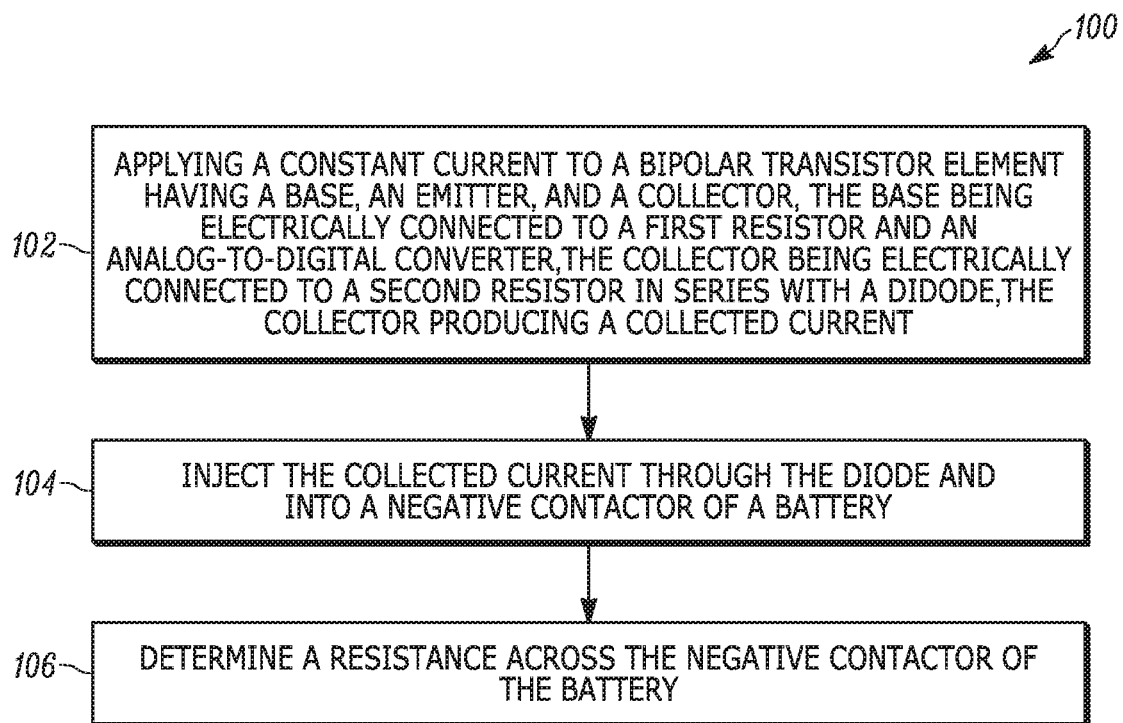 100
102
APPLYING A CONSTANT CURRENT TO A BIPOLAR TRANSISTOR ELEMENT
HAVING A BASE, AN EMITTER, AND A COLLECTOR, THE BASE BEING
ELECTRICALLY CONNECTED TO A FIRST RESISTOR AND AN
ANALOG-TO-DIGITAL CONVERTER,THE COLLECTOR BEING ELECTRICALLY
CONNECTED TO A SECOND RESISTOR IN SERIES WITH A DIDODE,THE
COLLECTOR PRODUCING A COLLECTED CURRENT
104
INJECT THE COLLECTED CURRENT THROUGH THE DIODE AND
INTO A NEGATIVE CONTACTOR OF A BATTERY
106
DETERMINE A RESISTANCE ACROSS THE NEGATIVE CONTACTOR OF
THE BATTERY